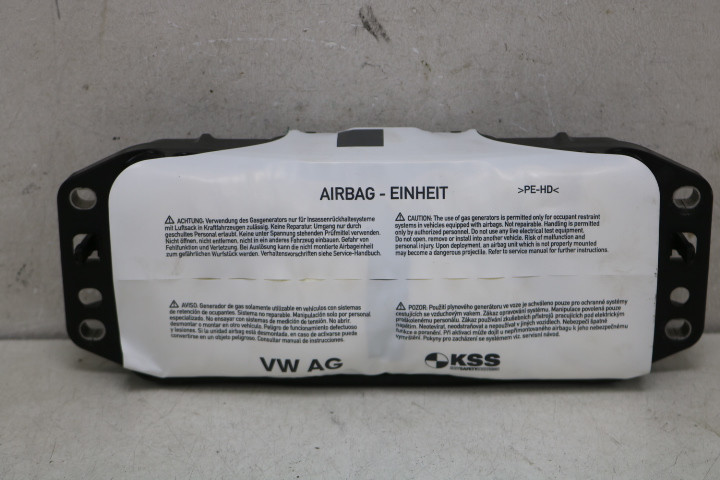 AIRBAG - EINHEIT
>PE-HD<
⚠ ACHTUNG: Verwendung des Gasgenerators nur für Insassenrückhaltesysteme
mit Luftsack in Kraftfahrzeugen zulässig. Keine Reparatur. Umgang nur durch
geschultes Personal erlaubt. Keine unter Spannung stehenden Prüfmittel verwenden.
Nicht öffnen, nicht entfernen, nicht in ein anderes Fahrzeug einbauen. Gefahr von
Fehlfunktion und Vertetzung. Bei Auslösung kann die nicht montierte Airbageinheit
zum gefährlichen Wurfstück werden. Verhaltensvorschriften siehe Service-Handbuch.
⚠ CAUTION: The use of gas generators is permitted only for occupant restraint
systems in vehicles equipped with airbag. Not repairable. Handling is permitted
only by authorized personnel. Do not use any live electrical test equipment.
Do not open, remove or install into another vehicle. Risk of malfunction and
personal injury. Upon deployment, an airbag unit which is not properly mounted
may become a dangerous projectile. Refer to service manual for further instructions.
⚠ AVISO: Generador de gas solamente utilizable en vehículos con sistemas
de retención de ocupantes. Sistema no reparable. Manipulación solo por personal
especializado. No ensayar con sistemas de medición de tensión. No abrir,
desmontar o montar en otro vehículo. Peligro de funcionamiento defectuoso
y lesiones. Si la unidad airbag está desmontada, en caso de activarse puede
convertirse en un objeto peligroso. Consultar manual de instrucciones.
⚠ POZOR: Použití plynového generátoru ve voze je schváleno pouze pro ochranné systémy
cestujících se vzduchovým vakem. Zákaz opravování systému. Manipulace povolená pouze
proškolenému personálu. Zákaz používání zkušebních přístrojů pod elektrickým
napětím. Neotevírat, neodstraňovat a nepoužívat v jiných vozidlech. Nebezpečí špatné
funkce a poranění. Při aktivaci může dojít u nepřimontovaného airbagu k jeho nebezpečnému
vymrštění. Pokyny pro zacházení se systémem viz. servisní návod.
VW AG
KSS